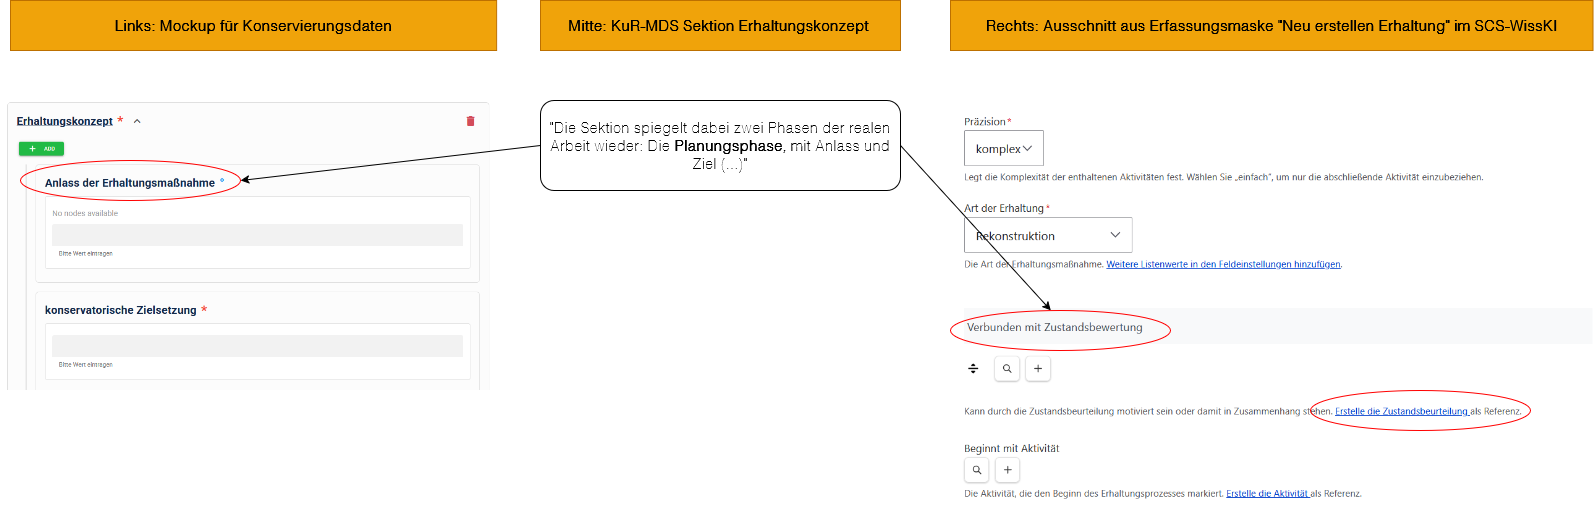 Links: Mockup für Konservierungsdaten
Mitte: KuR-MDS Sektion Erhaltungskonzept
Rechts: Ausschnitt aus Erfassungsmaske "Neu erstellen Erhaltung" im SCS-WissKI
Erhaltungskonzept *
+ ADD
Anlass der Erhaltungsmaßnahme °
No nodes available
Bitte Wert eintragen
konservatorische Zielsetzung *
Bitte Wert eintragen
"Die Sektion spiegelt dabei zwei Phasen der realen
Arbeit wieder: Die Planungsphase, mit Anlass und
Ziel (...)"
Präzision *
komplex
Legt die Komplexität der enthaltenen Aktivitäten fest. Wählen Sie „einfach“, um nur die abschließende Aktivität einzubeziehen.
Art der Erhaltung *
Rekonstruktion
Die Art der Erhaltungsmaßnahme. Weitere Listenwerte in den Feldeinstellungen hinzufügen.
Verbunden mit Zustandsbewertung
Kann durch die Zustandsbeurteilung motiviert sein oder damit in Zusammenhang stehen. Erstelle die Zustandsbeurteilung als Referenz.
Beginnt mit Aktivität
Die Aktivität, die den Beginn des Erhaltungsprozesses markiert. Erstelle die Aktivität als Referenz.